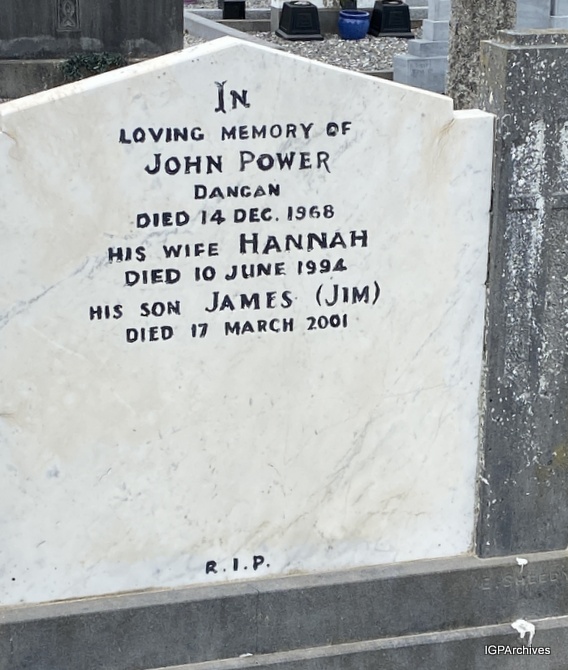 IN
LOVING MEMORY OF
JOHN POWER
DANGAN
DIED 14 DEC. 1968
HIS WIFE HANNAH
DIED 10 JUNE 1994
HIS SON JAMES (JIM)
DIED 17 MARCH 2001
R.I.P.
IGPArchives